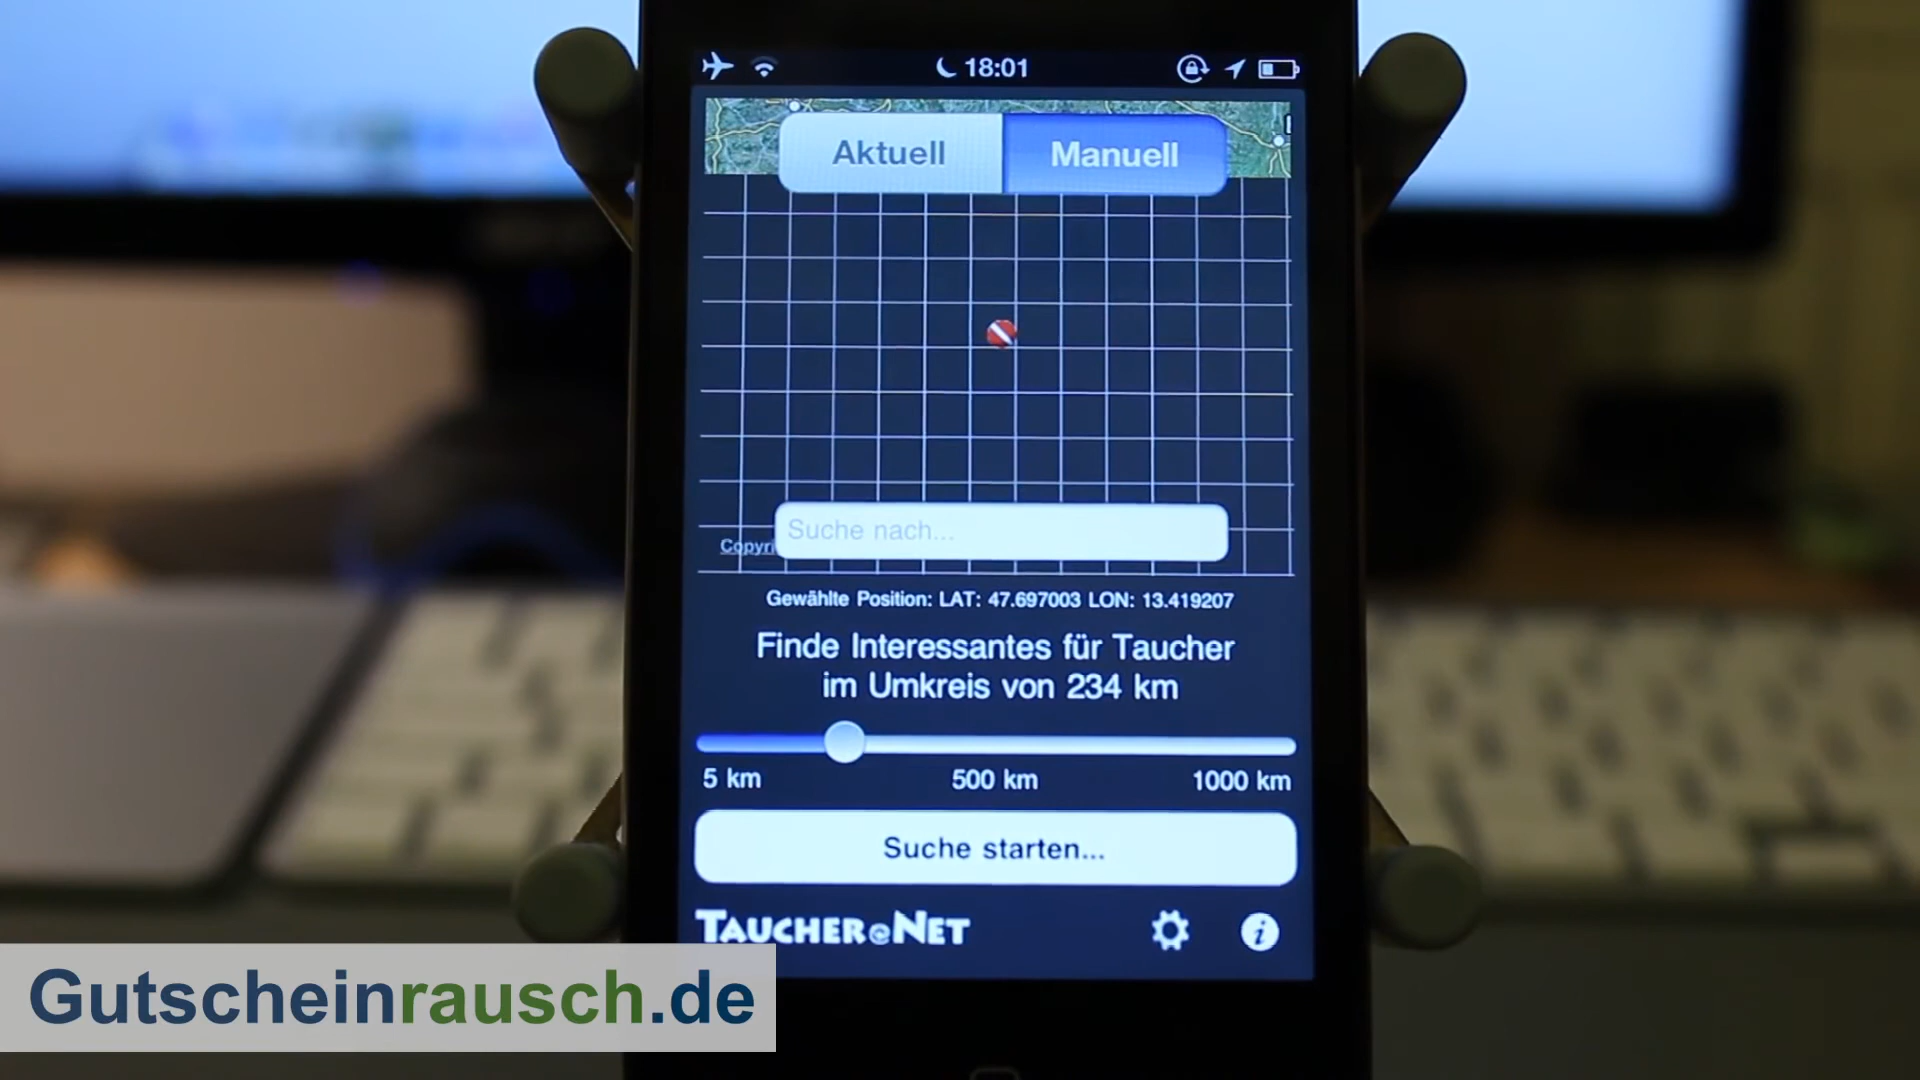 18:01
Aktuell
Manuell
Suche nach...
Gewählte Position: LAT: 47.697003 LON: 13.419207
Finde Interessantes für Taucher
im Umkreis von 234 km
5 km
500 km
1000 km
Suche starten...
TAUCHER@NET
Gutscheinrausch.de